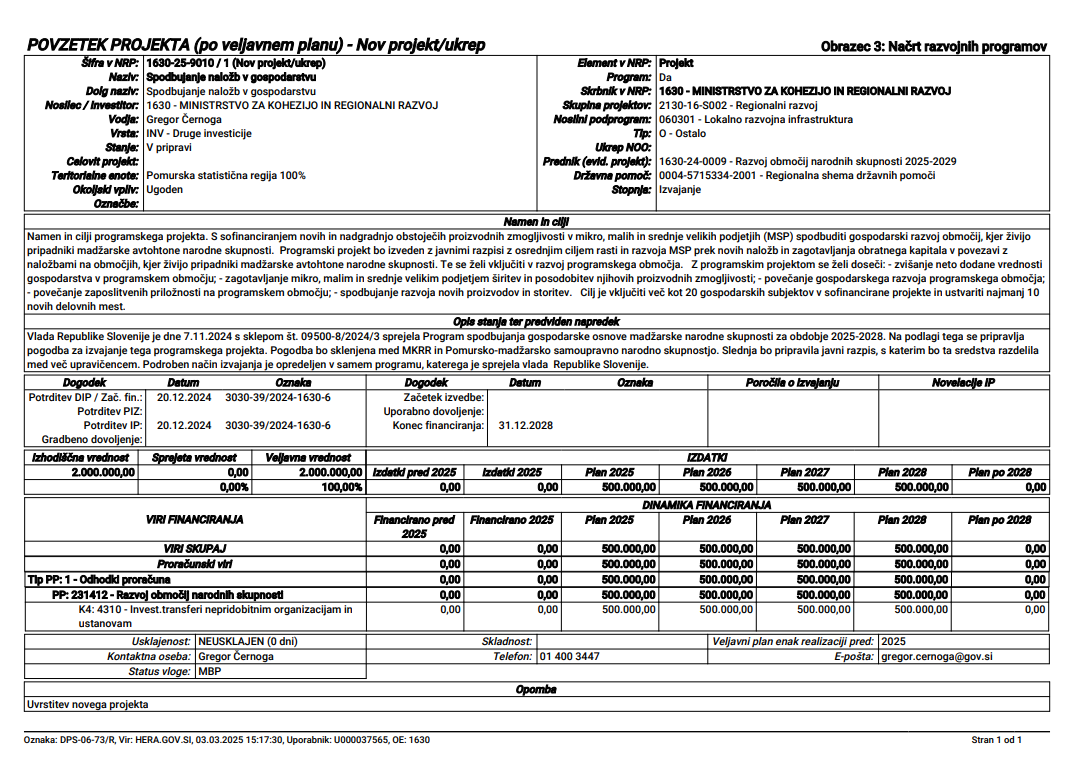 POVZETEK PROJEKTA (po veljavnem planu) - Nov projekt/ukrep
Obrazec 3: Načrt razvojnih programov
Šifra v NRP: 1630-25-9010 / 1 (Nov projekt/ukrep)
Naziv: Spodbujanje naložb v gospodarstvu
Dolg naziv: Spodbujanje naložb v gospodarstvu
Nosilec / Investitor: 1630 - MINISTRSTVO ZA KOHEZIJO IN REGIONALNI RAZVOJ
Vodja: Gregor Černoga
Vrsta: INV - Druge investicije
Stanje: V pripravi
Celovit projekt:
Teritorialne enote: Pomurska statistična regija 100%
Okoljski vpliv: Ugoden
Označbe:
Element v NRP: Projekt
Program: Da
Skrbnik v NRP: 1630 - MINISTRSTVO ZA KOHEZIJO IN REGIONALNI RAZVOJ
Skupina projektov: 2130-16-S002 - Regionalni razvoj
Nosilni podprogram: 060301 - Lokalno razvojna infrastruktura
Tip: O - Ostalo
Ukrep NOO:
Prednik (evid. projekt): 1630-24-0009 - Razvoj območij narodnih skupnosti 2025-2029
Državna pomoč: 0004-5715334-2001 - Regionalna shema državnih pomoči
Stopnja: Izvajanje
Namen in cilji
Namen in cilji programskega projekta. S sofinanciranjem novih in nadgradnjo obstoječih proizvodnih zmogljivosti v mikro, malih in srednje velikih podjetjih (MSP) spodbuditi gospodarski razvoj območij, kjer živijo
pripadniki madžarske avtohtone narodne skupnosti. Programski projekt bo izveden z javnimi razpisi z osrednjim ciljem rasti in razvoja MSP prek novih naložb in zagotavljanja obratnega kapitala v povezavi z
naložbami na območjih, kjer živijo pripadniki madžarske avtohtone narodne skupnosti. Te se želi vključiti v razvoj programskega območja. Z programskim projektom se želi doseči: - zvišanje neto dodane vrednosti
gospodarstva v programskem območju; - zagotavljanje mikro, malim in srednje velikim podjetjem širitev in posodobitev njihovih proizvodnih zmogljivosti; - povečanje gospodarskega razvoja programskega območja;
- povečanje zaposlitvenih priložnosti na programskem območju; - spodbujanje razvoja novih proizvodov in storitev. Cilj je vključiti več kot 20 gospodarskih subjektov v sofinancirane projekte in ustvariti najmanj 10
novih delovnih mest.
Opis stanja ter predviden napredek
Vlada Republike Slovenije je dne 7.11.2024 s sklepom št. 09500-8/2024/3 sprejela Program spodbujanja gospodarske osnove madžarske narodne skupnosti za obdobje 2025-2028. Na podlagi tega se pripravlja
pogodba za izvajanje tega programskega projekta. Pogodba bo sklenjena med MKRR in Pomursko-madžarsko samoupravno narodno skupnostjo. Slednja bo pripravila javni razpis, s katerim bo ta sredstva razdelila
med več upravičencem. Podroben način izvajanja je opredeljen v samem programu, katerega je sprejela vlada Republike Slovenije.
Dogodek Datum Oznaka Dogodek Datum Oznaka Poročila o izvajanju Novelacije IP
Potrditev DIP / Zač. fin.: 20.12.2024 3030-39/2024-1630-6 Začetek izvedbe:
Potrditev PIZ: Uporabno dovoljenje:
Potrditev IP: 20.12.2024 3030-39/2024-1630-6 Konec financiranja: 31.12.2028
Gradbeno dovoljenje:
Izhodiščna vrednost Sprejeta vrednost Veljavna vrednost IZDATKI
2.000.000,00 0,00 2.000.000,00 Izdatki pred 2025 Izdatki 2025 Plan 2025 Plan 2026 Plan 2027 Plan 2028 Plan po 2028
0,00% 100,00% 0,00 0,00 500.000,00 500.000,00 500.000,00 500.000,00 0,00
VIRI FINANCIRANJA DINAMIKA FINANCIRANJA
Financirano pred 2025 Financirano 2025 Plan 2025 Plan 2026 Plan 2027 Plan 2028 Plan po 2028
VIRI SKUPAJ 0,00 0,00 500.000,00 500.000,00 500.000,00 500.000,00 0,00
Proračunski viri 0,00 0,00 500.000,00 500.000,00 500.000,00 500.000,00 0,00
Tip PP: 1 - Odhodki proračuna 0,00 0,00 500.000,00 500.000,00 500.000,00 500.000,00 0,00
PP: 231412 - Razvoj območij narodnih skupnosti 0,00 0,00 500.000,00 500.000,00 500.000,00 500.000,00 0,00
K4: 4310 - Invest.transferi nepridobitnim organizacijam in 0,00 0,00 500.000,00 500.000,00 500.000,00 500.000,00 0,00
ustanovam
Usklajenost: NEUSKLAJEN (0 dni) Skladnost: Veljavni plan enak realizaciji pred: 2025
Kontaktna oseba: Gregor Černoga Telefon: 01 400 3447 E-pošta: gregor.cernoga@gov.si
Status vloge: MBP
Opomba
Uvrstitev novega projekta
Oznaka: DPS-06-73/R, Vir: HERA.GOV.SI, 03.03.2025 15:17:30, Uporabnik: U000037565, OE: 1630
Stran 1 od 1